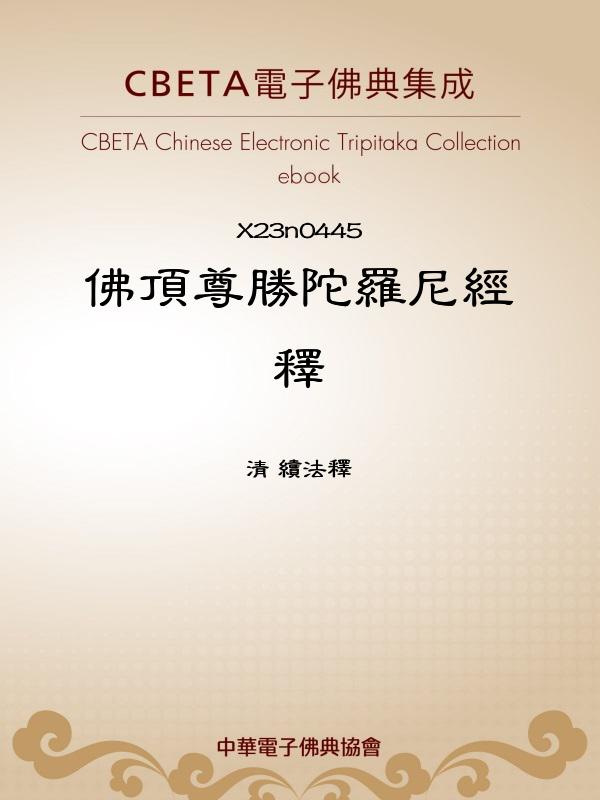 CBETA電子佛典集成
CBETA Chinese Electronic Tripitaka Collection
ebook
X23n0445
佛頂尊勝陀羅尼經
釋
清 續法釋
中華電子佛典協會